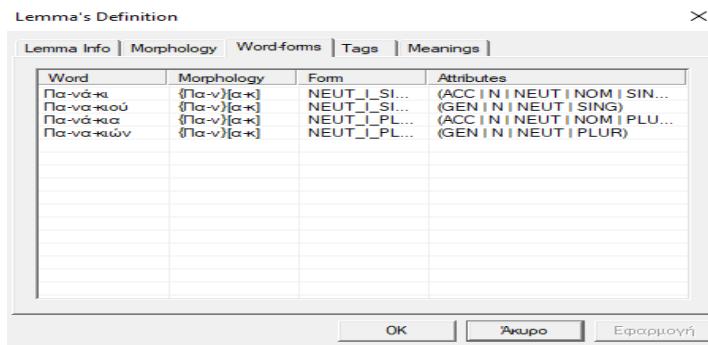 Lemma's Definition
Lemma Info Morphology Word-forms Tags Meanings
Word Morphology Form Attributes
Πα-νά-κι {Πα-ν}[α-κ] NEUT_I_SI... (ACC | N | NEUT | NOM | SIN...
Πα-να-κιού {Πα-ν}[α-κ] NEUT_I_SI... (GEN | N | NEUT | SING)
Πα-νά-κια {Πα-ν}[α-κ] NEUT_I_PL... (ACC | N | NEUT | NOM | PLU...
Πα-να-κιών {Πα-ν}[α-κ] NEUT_I_PL... (GEN | N | NEUT | PLUR)
OK Άκυρο Εφαρμογή